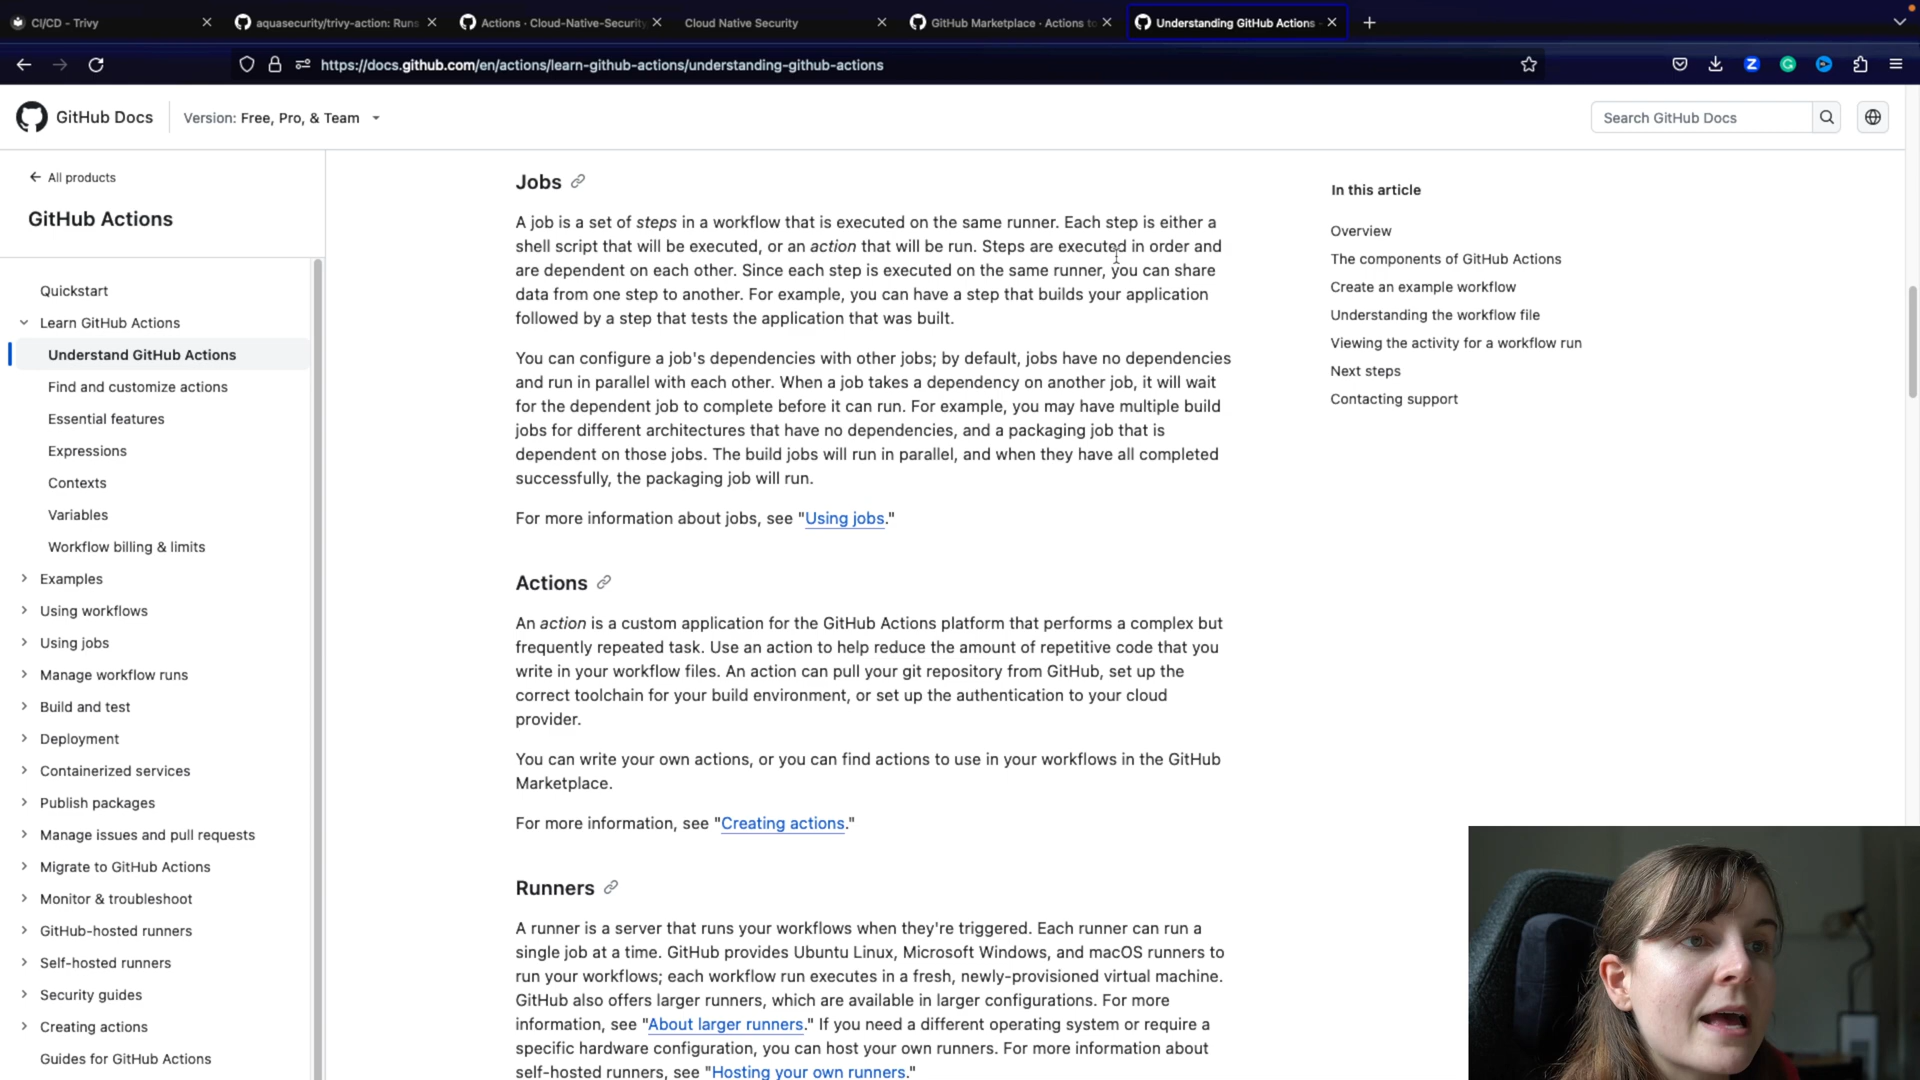 CI/CD - Trivy
aquasecurity/trivy-action: Runs
Actions · Cloud-Native-Security
Cloud Native Security
GitHub Marketplace · Actions to
Understanding GitHub Actions -
https://docs.github.com/en/actions/learn-github-actions/understanding-github-actions
GitHub Docs
Version: Free, Pro, & Team
Search GitHub Docs
All products
GitHub Actions
Quickstart
Learn GitHub Actions
Understand GitHub Actions
Find and customize actions
Essential features
Expressions
Contexts
Variables
Workflow billing & limits
Examples
Using workflows
Using jobs
Manage workflow runs
Build and test
Deployment
Containerized services
Publish packages
Manage issues and pull requests
Migrate to GitHub Actions
Monitor & troubleshoot
GitHub-hosted runners
Self-hosted runners
Security guides
Creating actions
Guides for GitHub Actions
Jobs
A job is a set of steps in a workflow that is executed on the same runner. Each step is either a
shell script that will be executed, or an action that will be run. Steps are executed in order and
are dependent on each other. Since each step is executed on the same runner, you can share
data from one step to another. For example, you can have a step that builds your application
followed by a step that tests the application that was built.
You can configure a job's dependencies with other jobs; by default, jobs have no dependencies
and run in parallel with each other. When a job takes a dependency on another job, it will wait
for the dependent job to complete before it can run. For example, you may have multiple build
jobs for different architectures that have no dependencies, and a packaging job that is
dependent on those jobs. The build jobs will run in parallel, and when they have all completed
successfully, the packaging job will run.
For more information about jobs, see "Using jobs."
Actions
An action is a custom application for the GitHub Actions platform that performs a complex but
frequently repeated task. Use an action to help reduce the amount of repetitive code that you
write in your workflow files. An action can pull your git repository from GitHub, set up the
correct toolchain for your build environment, or set up the authentication to your cloud
provider.
You can write your own actions, or you can find actions to use in your workflows in the GitHub
Marketplace.
For more information, see "Creating actions."
Runners
A runner is a server that runs your workflows when they're triggered. Each runner can run a
single job at a time. GitHub provides Ubuntu Linux, Microsoft Windows, and macOS runners to
run your workflows; each workflow run executes in a fresh, newly-provisioned virtual machine.
GitHub also offers larger runners, which are available in larger configurations. For more
information, see "About larger runners." If you need a different operating system or require a
specific hardware configuration, you can host your own runners. For more information about
self-hosted runners, see "Hosting your own runners."
In this article
Overview
The components of GitHub Actions
Create an example workflow
Understanding the workflow file
Viewing the activity for a workflow run
Next steps
Contacting support